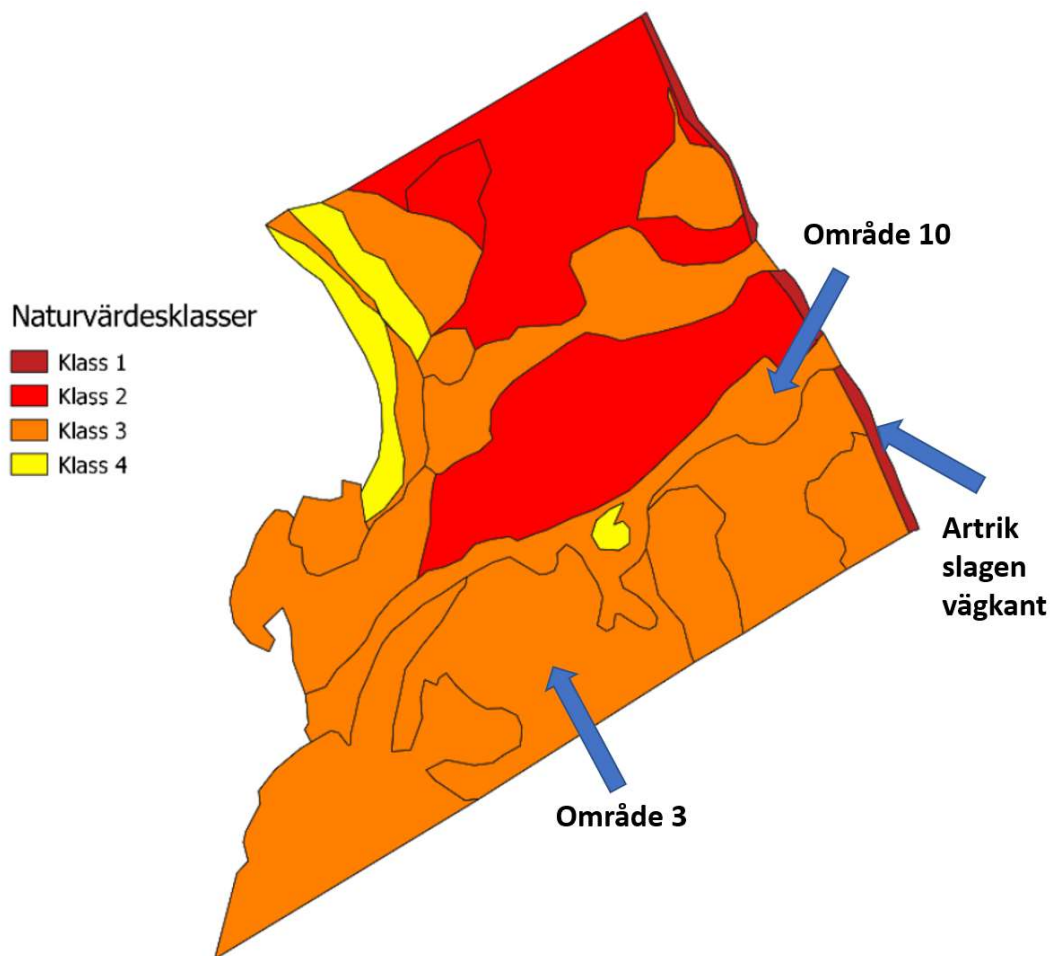 Område 10
Naturvärdesklasser
Klass 1
Klass 2
Klass 3
Klass 4
Artrik
slagen
vägkant
Område 3